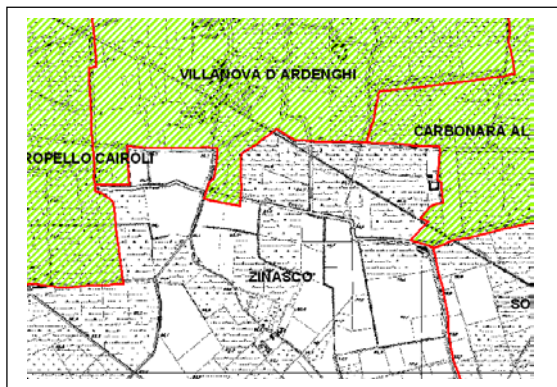 VILLANOVA D'ARDENGHI
CARBONARA AL
ROPELLO CAIROLI
ZINASCO
SO